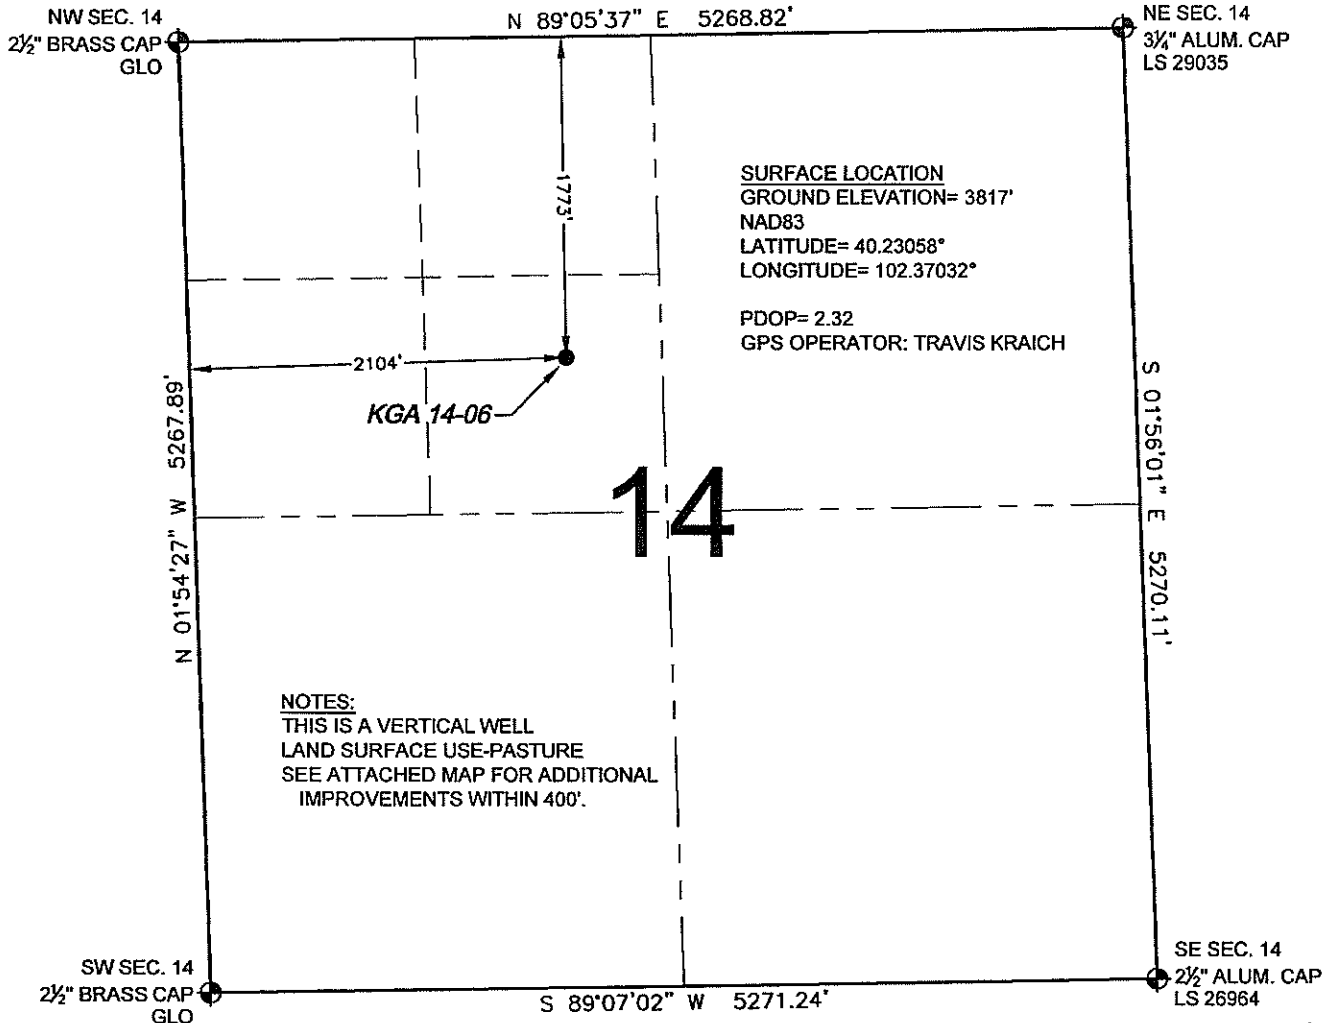 NW SEC. 14
2½" BRASS CAP
GLO
N 89°05'37" E 5268.82'
NE SEC. 14
3¼" ALUM. CAP
LS 29035
1773'
SURFACE LOCATION
GROUND ELEVATION= 3817'
NAD83
LATITUDE= 40.23058°
LONGITUDE= 102.37032°
PDOP= 2.32
GPS OPERATOR: TRAVIS KRAICH
2104'
KGA 14-06
N 01°54'27" W 5267.89'
S 01°56'01" E 5270.11'
14
NOTES:
THIS IS A VERTICAL WELL
LAND SURFACE USE-PASTURE
SEE ATTACHED MAP FOR ADDITIONAL
IMPROVEMENTS WITHIN 400'.
SW SEC. 14
2½" BRASS CAP
GLO
S 89°07'02" W 5271.24'
SE SEC. 14
2½" ALUM. CAP
LS 26964